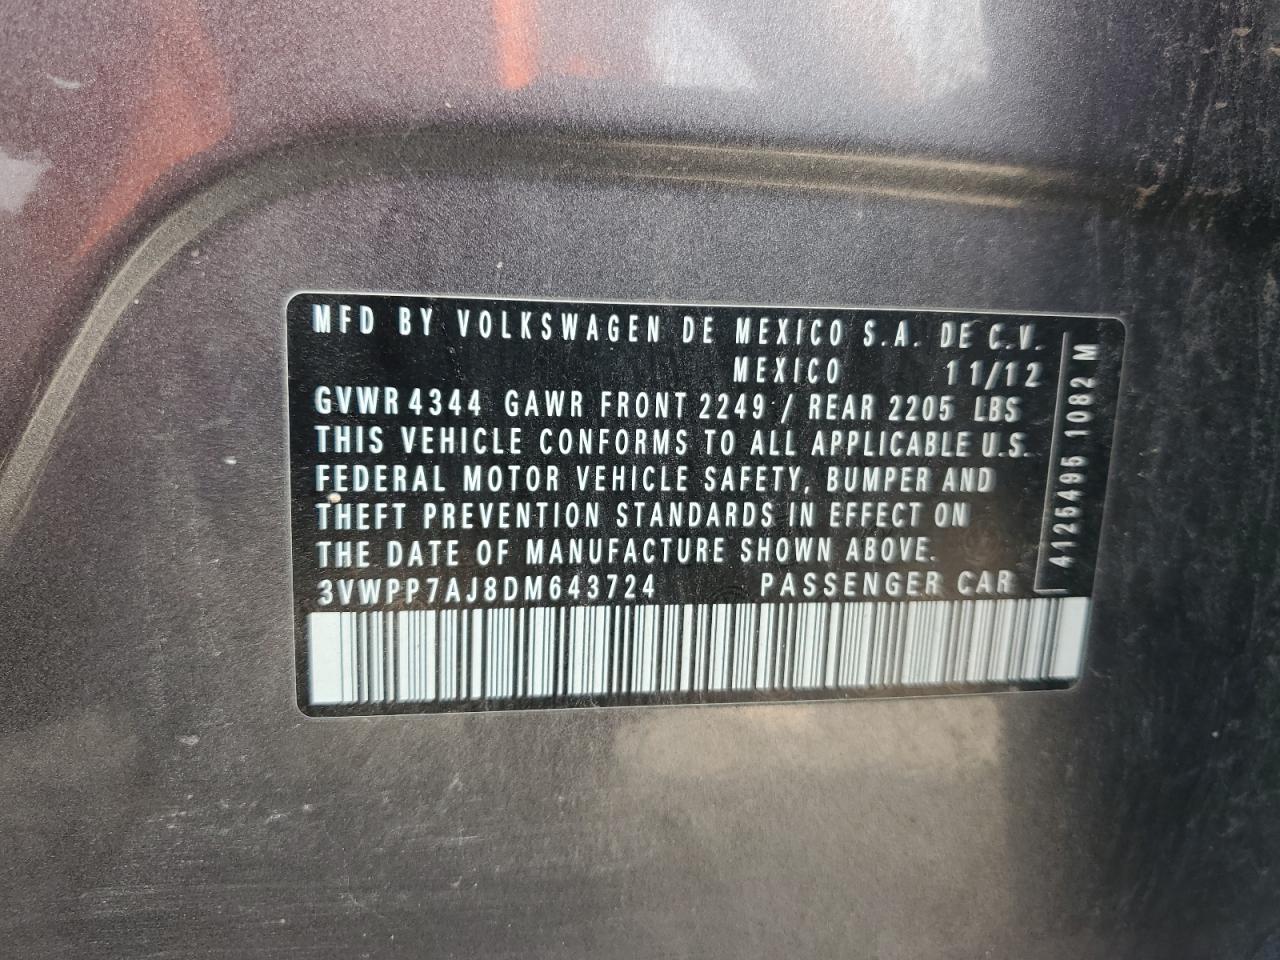 MFD BY VOLKSWAGEN DE MEXICO S.A. DE C.V.
MEXICO 11/12
GVWR 4344 GAWR FRONT 2249 / REAR 2205 LBS
THIS VEHICLE CONFORMS TO ALL APPLICABLE U.S.
FEDERAL MOTOR VEHICLE SAFETY, BUMPER AND
THEFT PREVENTION STANDARDS IN EFFECT ON
THE DATE OF MANUFACTURE SHOWN ABOVE.
3VWPP7AJ8DM643724 PASSENGER CAR
4125495 1082 M